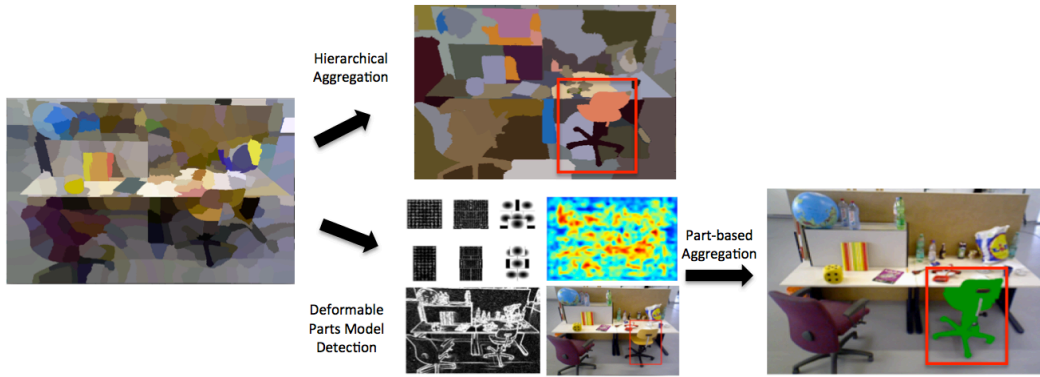 Hierarchical
Aggregation
Part-based
Aggregation
Deformable
Parts Model
Detection